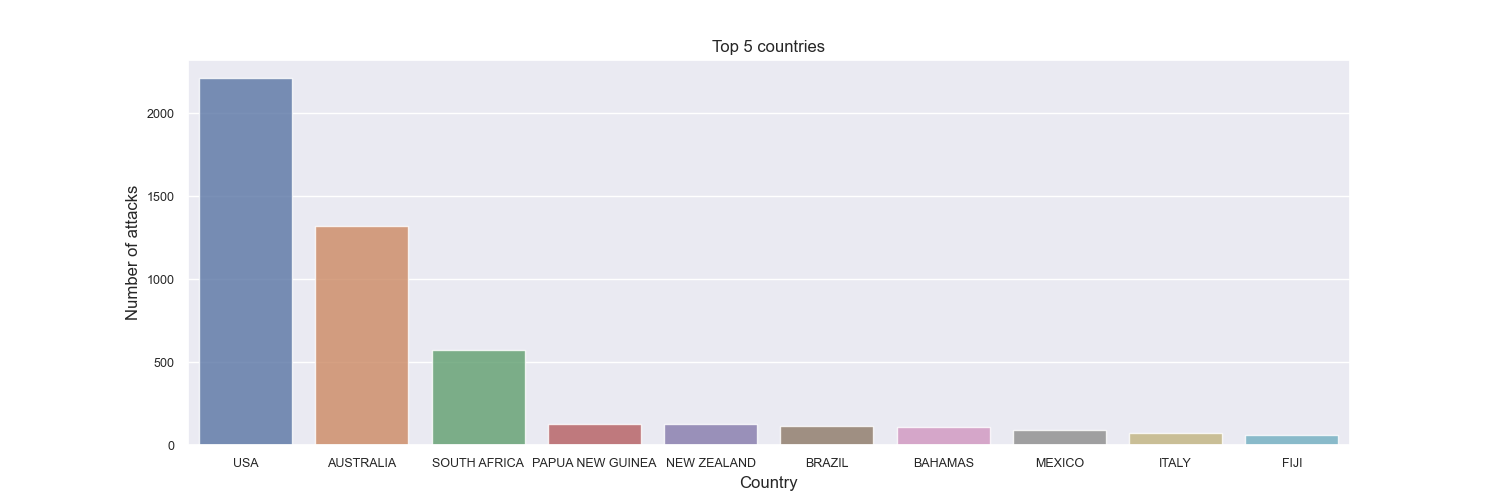 Top 5 countries
Number of attacks
2000
1500
1000
500
0
USA AUSTRALIA SOUTH AFRICA PAPUA NEW GUINEA NEW ZEALAND BRAZIL BAHAMAS MEXICO ITALY FIJI
Country